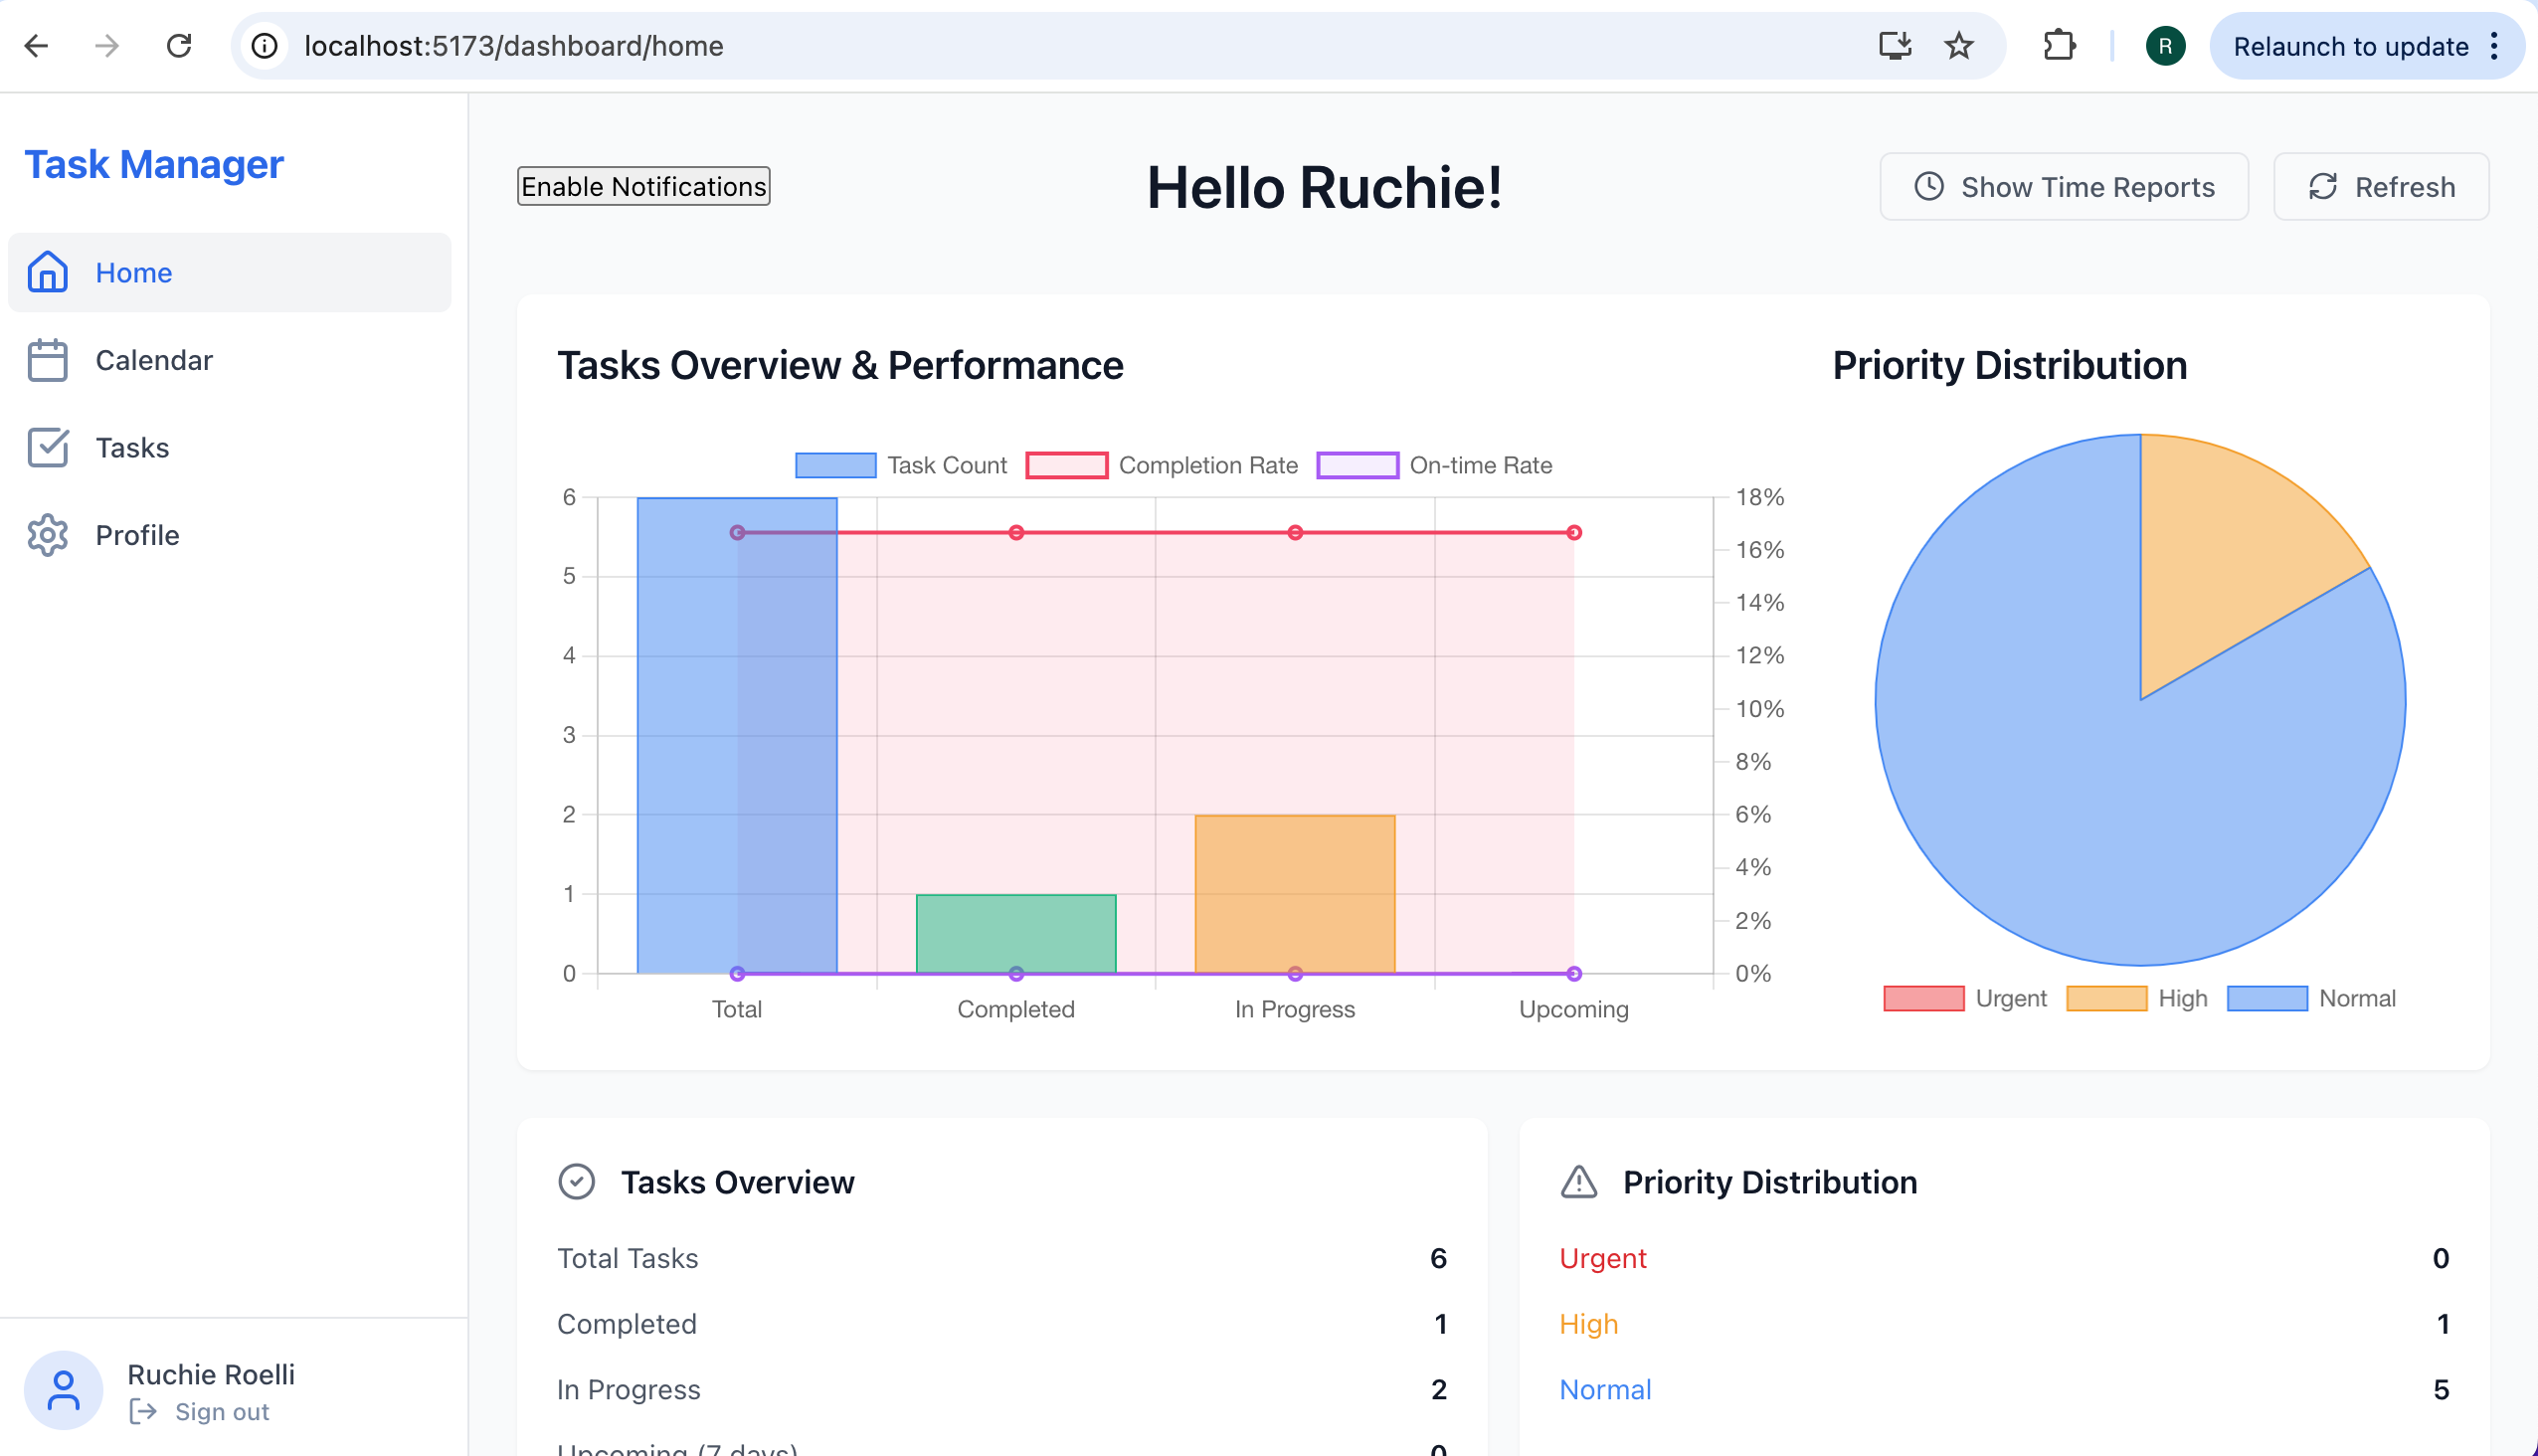 localhost:5173/dashboard/home
R
Relaunch to update
Task Manager
Home
Calendar
Tasks
Profile
Ruchie Roelli
Sign out
Enable Notifications
Hello Ruchie!
Show Time Reports
Refresh
Tasks Overview & Performance
Task Count
Completion Rate
On-time Rate
6
5
4
3
2
1
0
18%
16%
14%
12%
10%
8%
6%
4%
2%
0%
Total
Completed
In Progress
Upcoming
Priority Distribution
Urgent
High
Normal
Tasks Overview
Total Tasks 6
Completed 1
In Progress 2
Upcoming (7 days) 0
Priority Distribution
Urgent 0
High 1
Normal 5